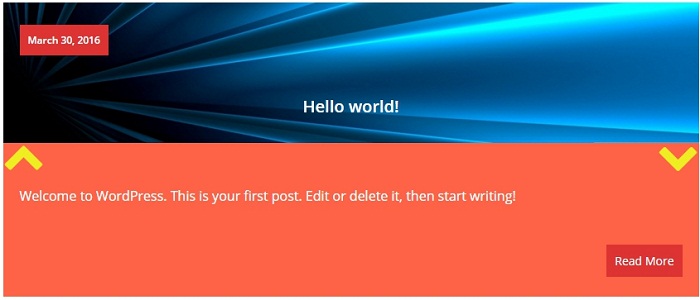 March 30, 2016
Hello world!
Welcome to WordPress. This is your first post. Edit or delete it, then start writing!
Read More